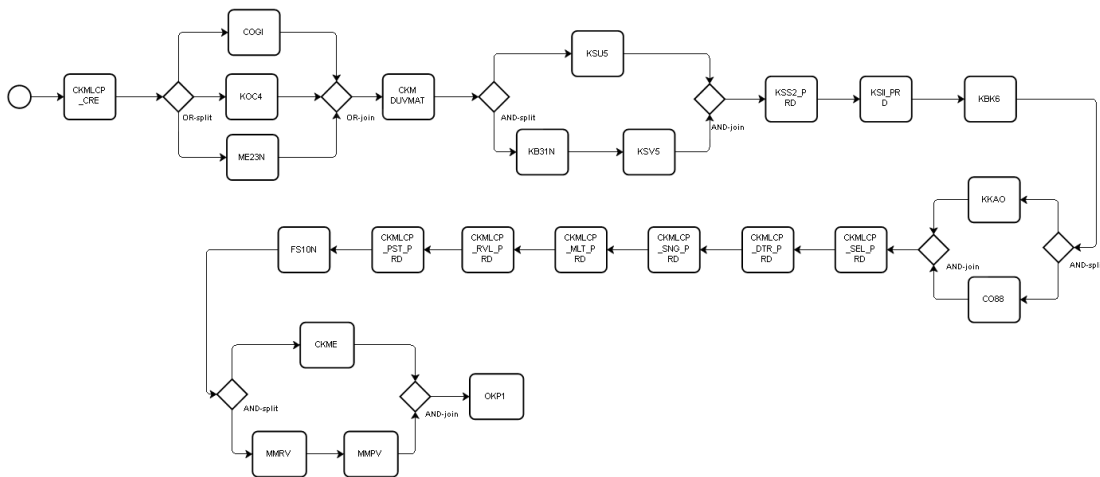 COGI
CKMLCP
_CRE
KOC4
CKM
DUVMAT
OR-split
OR-join
ME23N
KSU5
AND-split
KB31N
KSV5
AND-join
KSS2_P
RD
KSII_PR
D
KBK6
KKAO
AND-spl
CO88
AND-join
CKMLCP
_SEL_P
RD
CKMLCP
_DTR_P
RD
CKMLCP
_SNG_P
RD
CKMLCP
_MLT_P
RD
CKMLCP
_RVL_P
RD
CKMLCP
_PST_P
RD
FS10N
CKME
AND-split
MMRV
MMPV
AND-join
OKP1